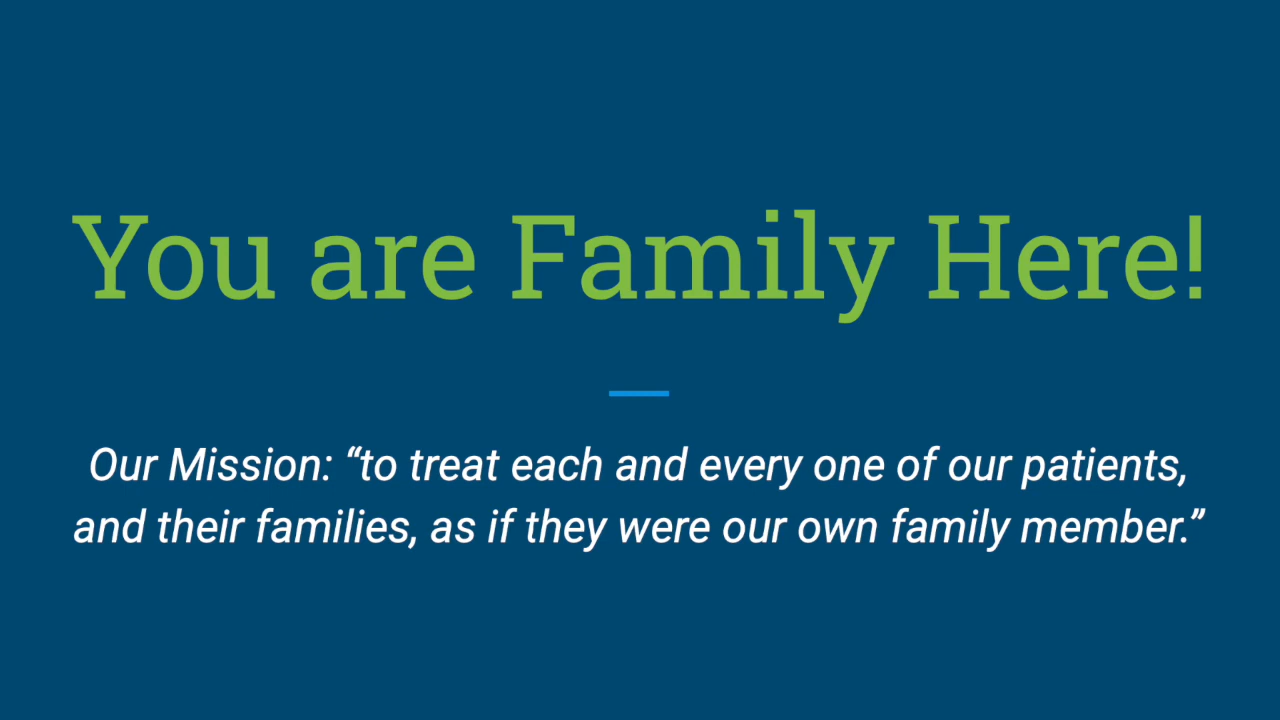 You are Family Here!
Our Mission: “to treat each and every one of our patients,
and their families, as if they were our own family member.”